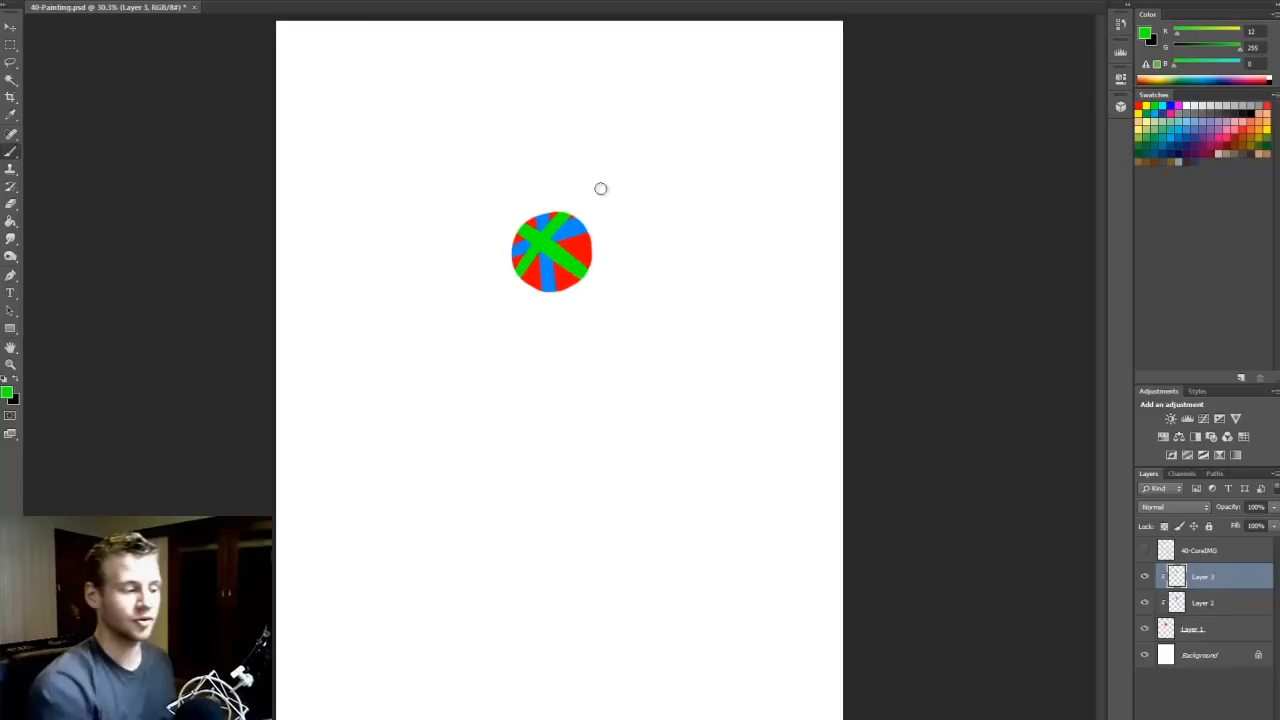 40-Painting.psd @ 30.3% (Layer 3, RGB/8#) * ×
Color
R 12
G 255
B 0
Swatches
Adjustments Styles
Add an adjustment
Layers Channels Paths
Kind
Normal Opacity: 100%
Lock: Fill: 100%
40-CoreIMG
Layer 3
Layer 2
Layer 1
Background
T